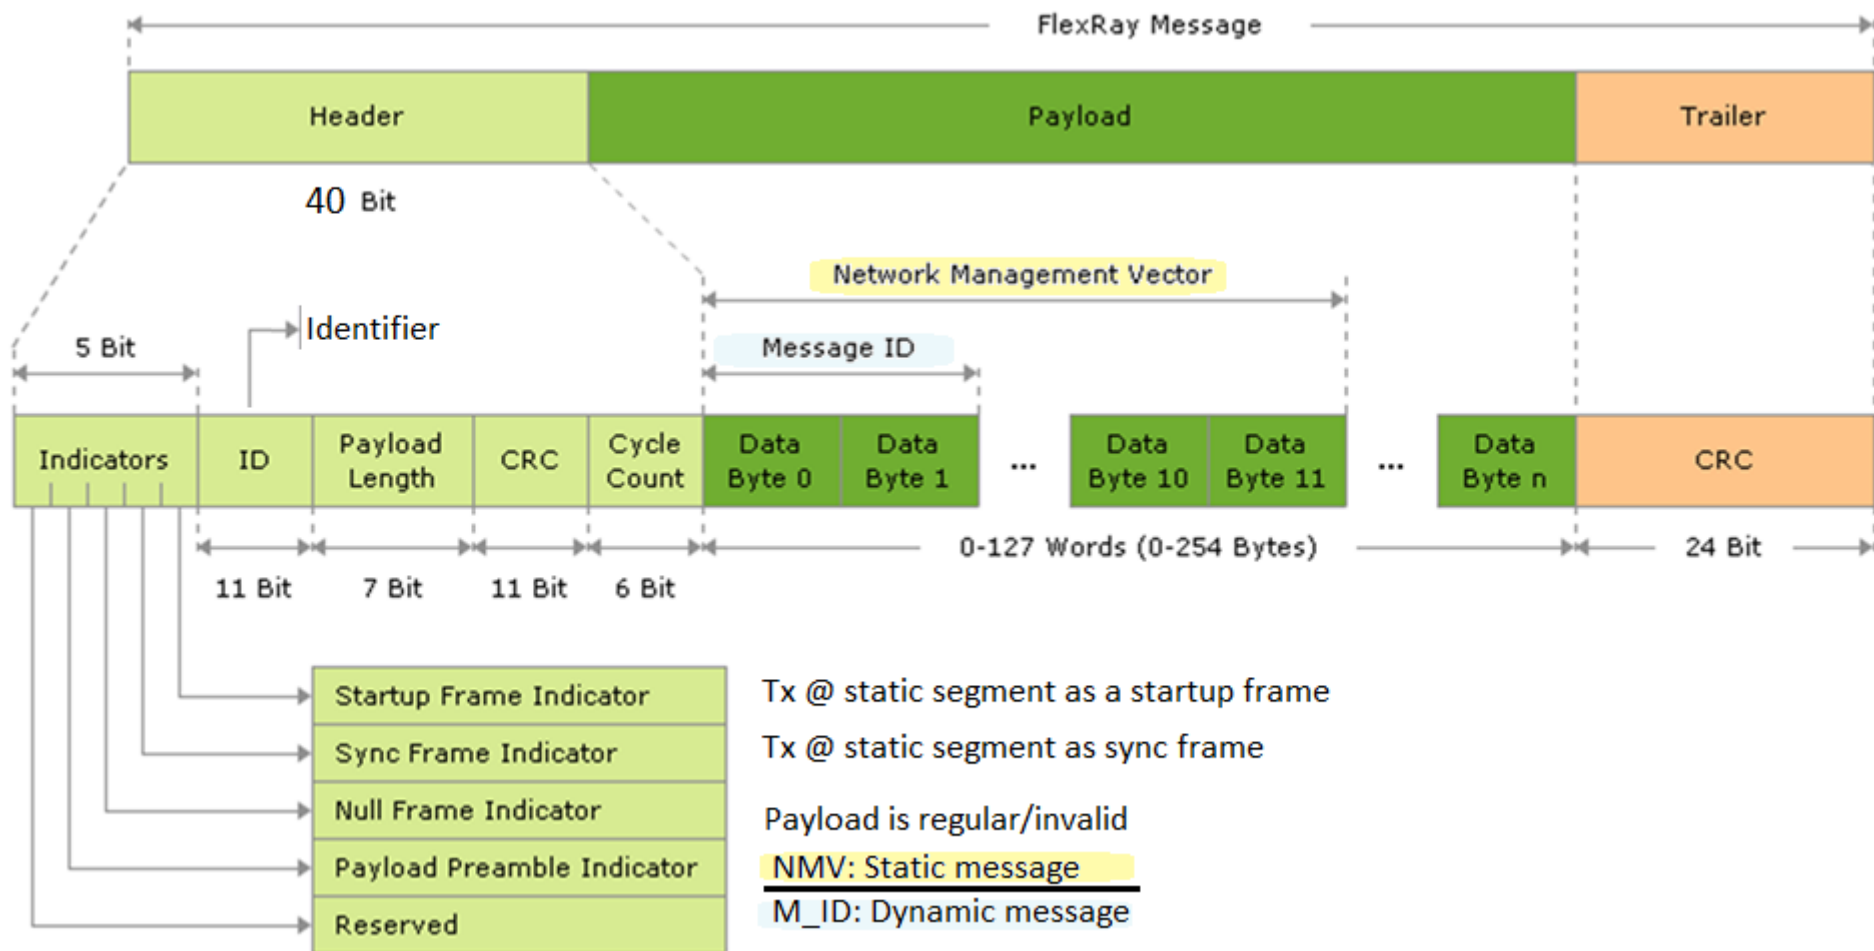 FlexRay Message
Header
Payload
Trailer
40 Bit
Network Management Vector
Identifier
5 Bit
Message ID
Indicators
ID
Payload
Length
CRC
Cycle
Count
Data
Byte 0
Data
Byte 1
...
Data
Byte 10
Data
Byte 11
...
Data
Byte n
CRC
0-127 Words (0-254 Bytes)
24 Bit
11 Bit
7 Bit
11 Bit
6 Bit
Startup Frame Indicator
Tx @ static segment as a startup frame
Sync Frame Indicator
Tx @ static segment as sync frame
Null Frame Indicator
Payload is regular/invalid
Payload Preamble Indicator
NMV: Static message
M_ID: Dynamic message
Reserved